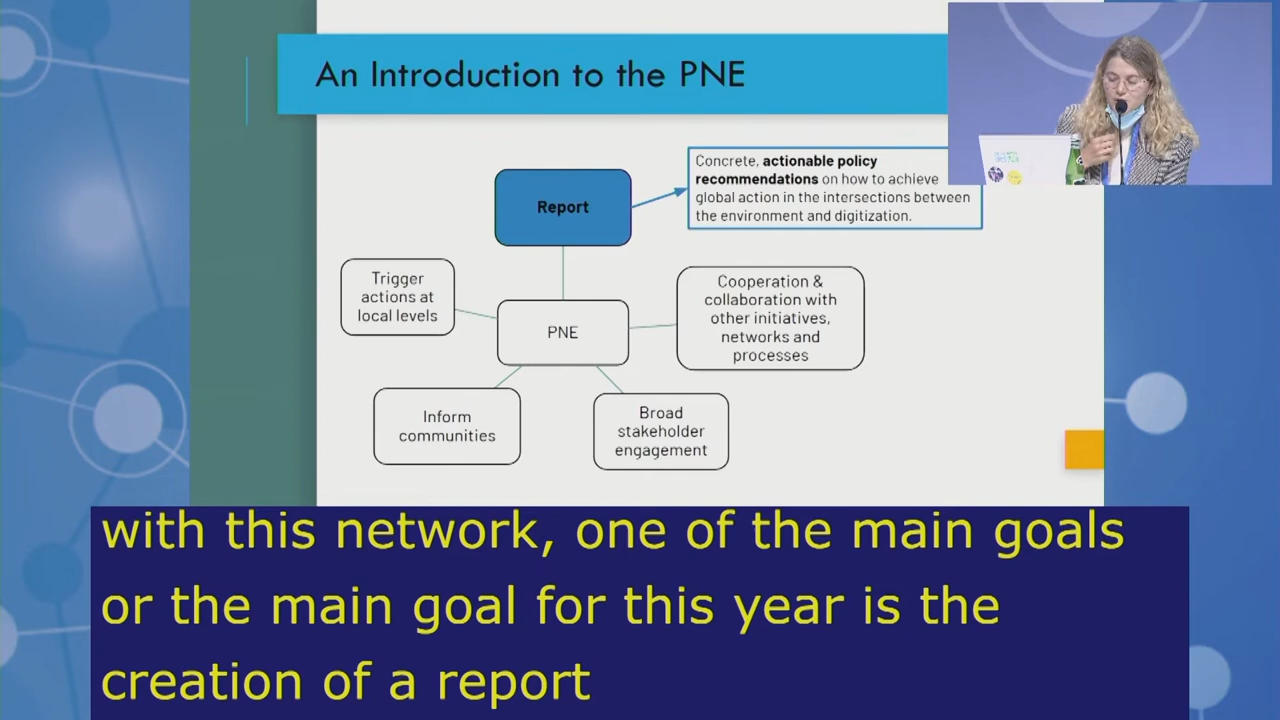 An Introduction to the PNE
Concrete, actionable policy
recommendations on how to achieve
global action in the intersections between
the environment and digitization.
Report
Trigger
actions at
local levels
PNE
Cooperation &
collaboration with
other initiatives,
networks and
processes
Inform
communities
Broad
stakeholder
engagement
with this network, one of the main goals
or the main goal for this year is the
creation of a report